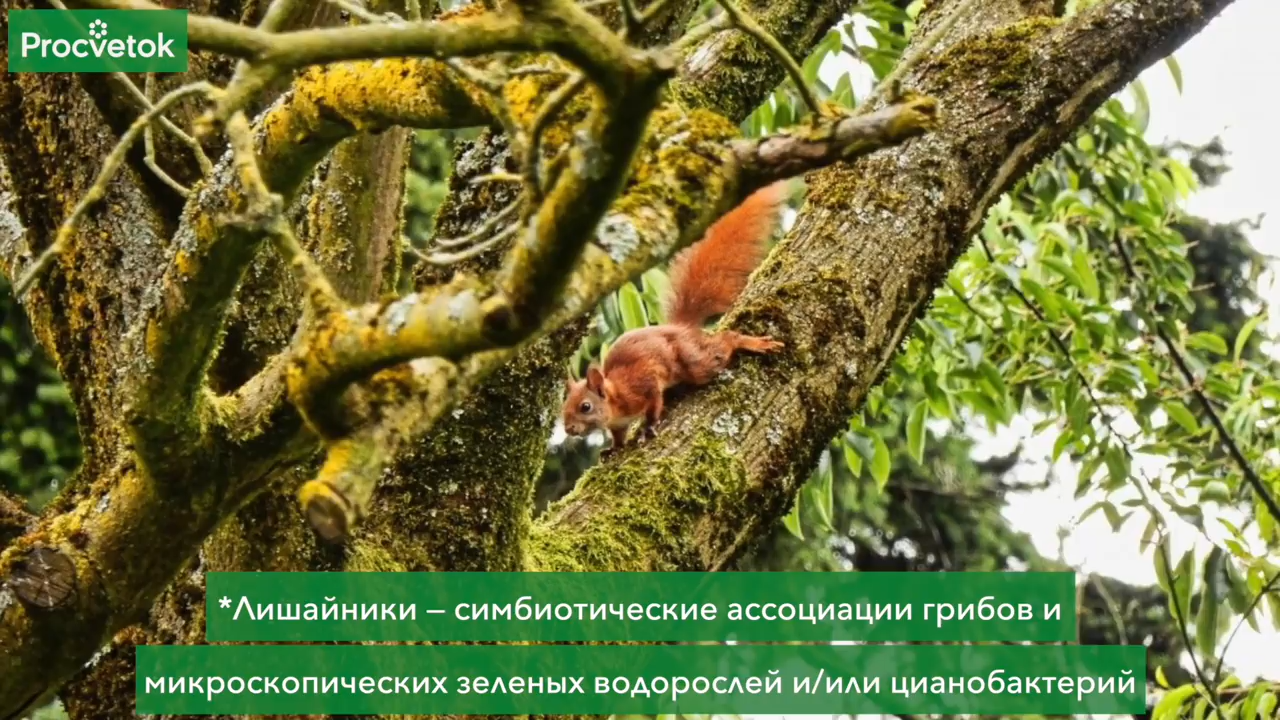 Procvetok
*Лишайники – симбиотические ассоциации грибов и
микроскопических зеленых водорослей и/или цианобактерий